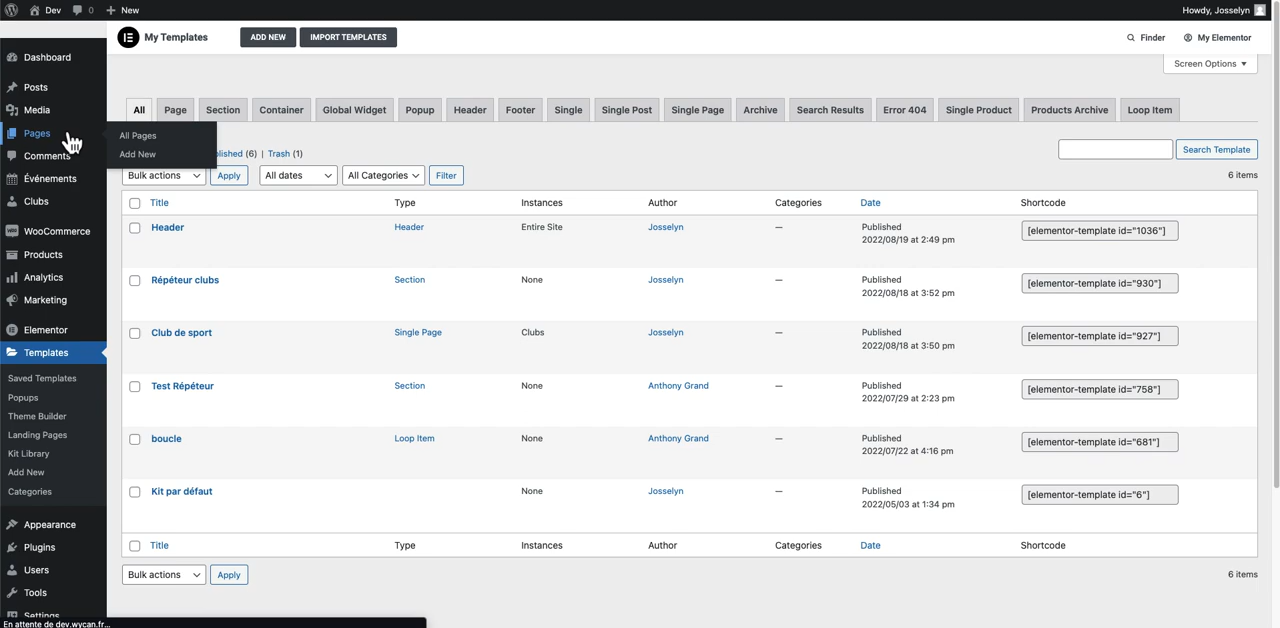 Dev 0 New Howdy, Josselyn
My Templates ADD NEW IMPORT TEMPLATES Finder My Elementor
Screen Options
Dashboard
Posts
Media
Pages
Comments
Événements
Clubs
WooCommerce
Products
Analytics
Marketing
Elementor
Templates
Saved Templates
Popups
Theme Builder
Landing Pages
Kit Library
Add New
Categories
Appearance
Plugins
Users
Tools
Settings
All Pages
Add New
All Page Section Container Global Widget Popup Header Footer Single Single Post Single Page Archive Search Results Error 404 Single Product Products Archive Loop Item
blished (6) | Trash (1) Search Template
Bulk actions Apply All dates All Categories Filter 6 items
Title Type Instances Author Categories Date Shortcode
Header Header Entire Site Josselyn — Published [elementor-template id="1036"]
2022/08/19 at 2:49 pm
Répéteur clubs Section None Josselyn — Published [elementor-template id="930"]
2022/08/18 at 3:52 pm
Club de sport Single Page Clubs Josselyn — Published [elementor-template id="927"]
2022/08/18 at 3:50 pm
Test Répéteur Section None Anthony Grand — Published [elementor-template id="758"]
2022/07/29 at 2:23 pm
boucle Loop Item None Anthony Grand — Published [elementor-template id="681"]
2022/07/22 at 4:16 pm
Kit par défaut None Josselyn — Published [elementor-template id="6"]
2022/05/03 at 1:34 pm
Title Type Instances Author Categories Date Shortcode
Bulk actions Apply 6 items
En attente de dev.wycan.fr...